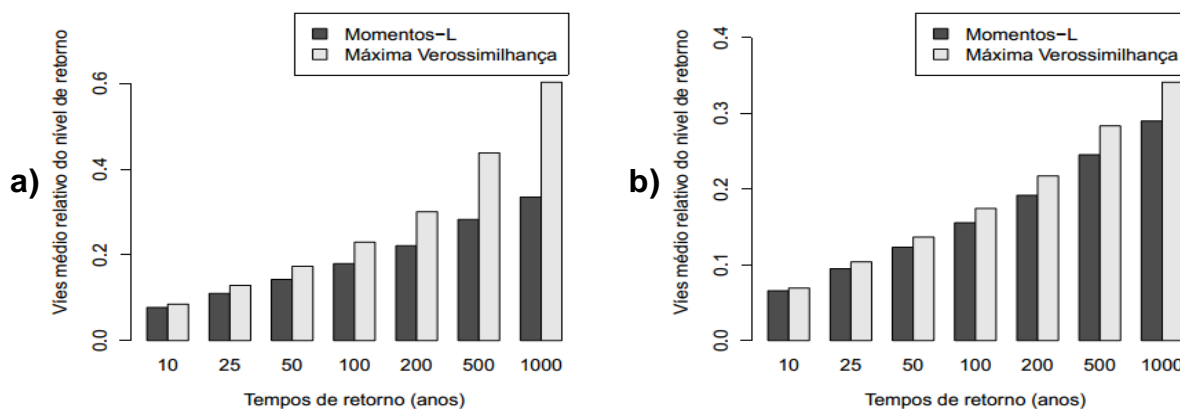 a)
Momentos-L
Máxima Verossimilhança
Víes médio relativo do nível de retorno
0.6
0.4
0.2
0.0
10 25 50 100 200 500 1000
Tempos de retorno (anos)
b)
Momentos-L
Máxima Verossimilhança
Víes médio relativo do nível de retorno
0.4
0.3
0.2
0.1
0.0
10 25 50 100 200 500 1000
Tempos de retorno (anos)